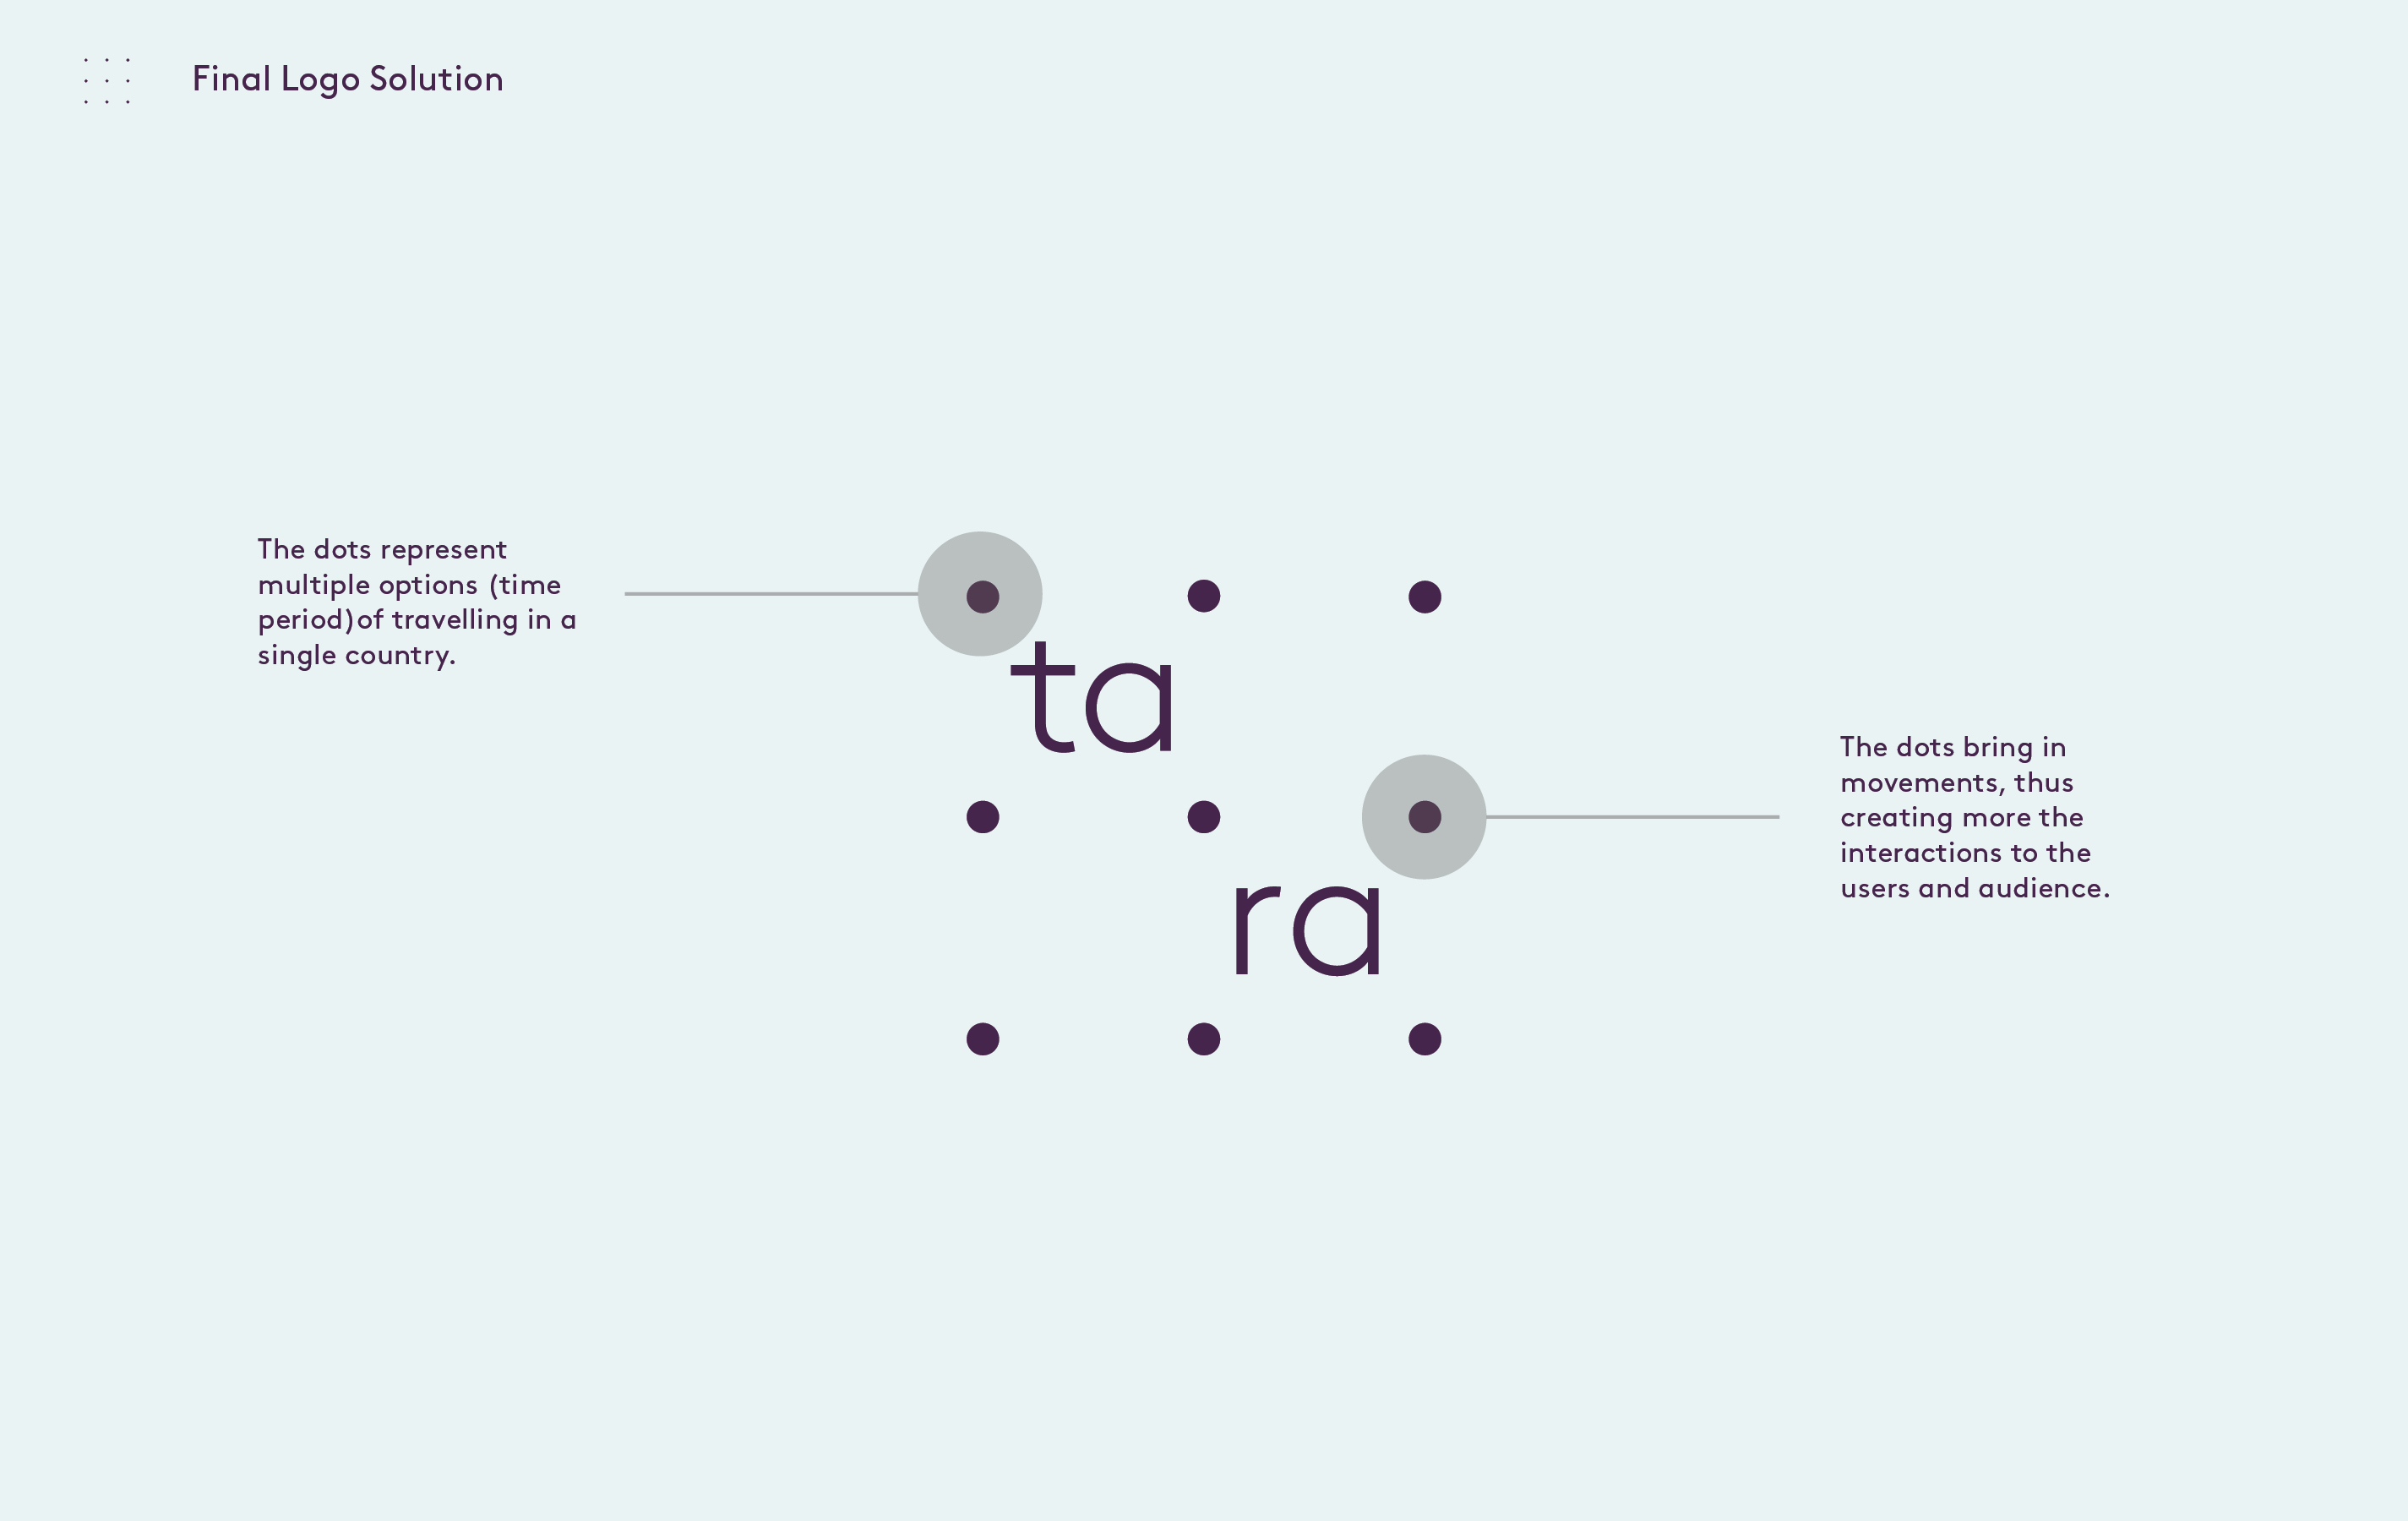 Final Logo Solution
The dots represent
multiple options (time
period)of travelling in a
single country.
ta
ra
The dots bring in
movements, thus
creating more the
interactions to the
users and audience.